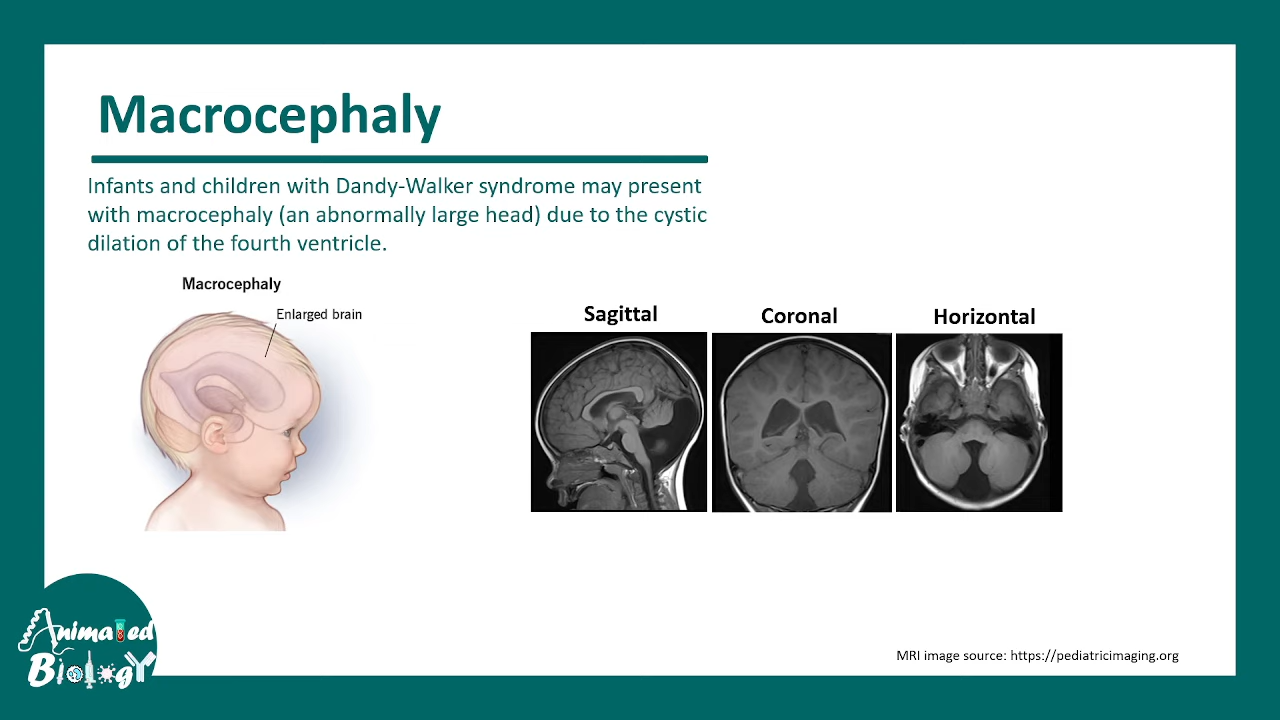 Macrocephaly
Infants and children with Dandy-Walker syndrome may present
with macrocephaly (an abnormally large head) due to the cystic
dilation of the fourth ventricle.
Macrocephaly
Enlarged brain
Sagittal
Coronal
Horizontal
Animated
Biology
MRI image source: https://pediatricimaging.org